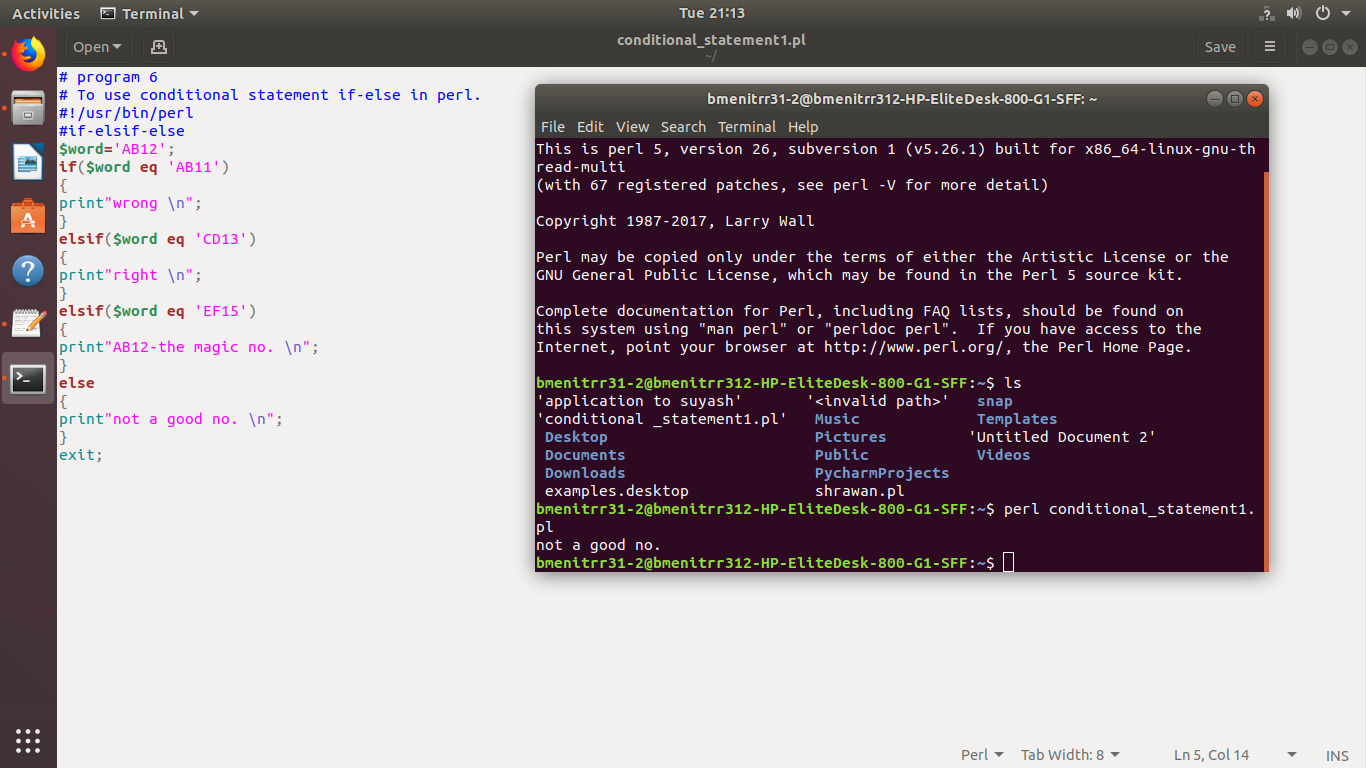 Activities Terminal Tue 21:13
Open conditional_statement1.pl Save
~/
# program 6
# To use conditional statement if-else in perl.
#!/usr/bin/perl
#if-elsif-else
$word='AB12';
if($word eq 'AB11')
{
print"wrong \n";
}
elsif($word eq 'CD13')
{
print"right \n";
}
elsif($word eq 'EF15')
{
print"AB12-the magic no. \n";
}
else
{
print"not a good no. \n";
}
exit;
bmenitrr31-2@bmenitrr312-HP-EliteDesk-800-G1-SFF: ~
File Edit View Search Terminal Help
This is perl 5, version 26, subversion 1 (v5.26.1) built for x86_64-linux-gnu-th
read-multi
(with 67 registered patches, see perl -V for more detail)
Copyright 1987-2017, Larry Wall
Perl may be copied only under the terms of either the Artistic License or the
GNU General Public License, which may be found in the Perl 5 source kit.
Complete documentation for Perl, including FAQ lists, should be found on
this system using "man perl" or "perldoc perl".  If you have access to the
Internet, point your browser at http://www.perl.org/, the Perl Home Page.
bmenitrr31-2@bmenitrr312-HP-EliteDesk-800-G1-SFF:~$ ls
'application to suyash' '<invalid path>' snap
'conditional _statement1.pl' Music Templates
Desktop Pictures 'Untitled Document 2'
Documents Public Videos
Downloads PycharmProjects
examples.desktop shrawan.pl
bmenitrr31-2@bmenitrr312-HP-EliteDesk-800-G1-SFF:~$ perl conditional_statement1.
pl
not a good no.
bmenitrr31-2@bmenitrr312-HP-EliteDesk-800-G1-SFF:~$
Perl Tab Width: 8 Ln 5, Col 14 INS